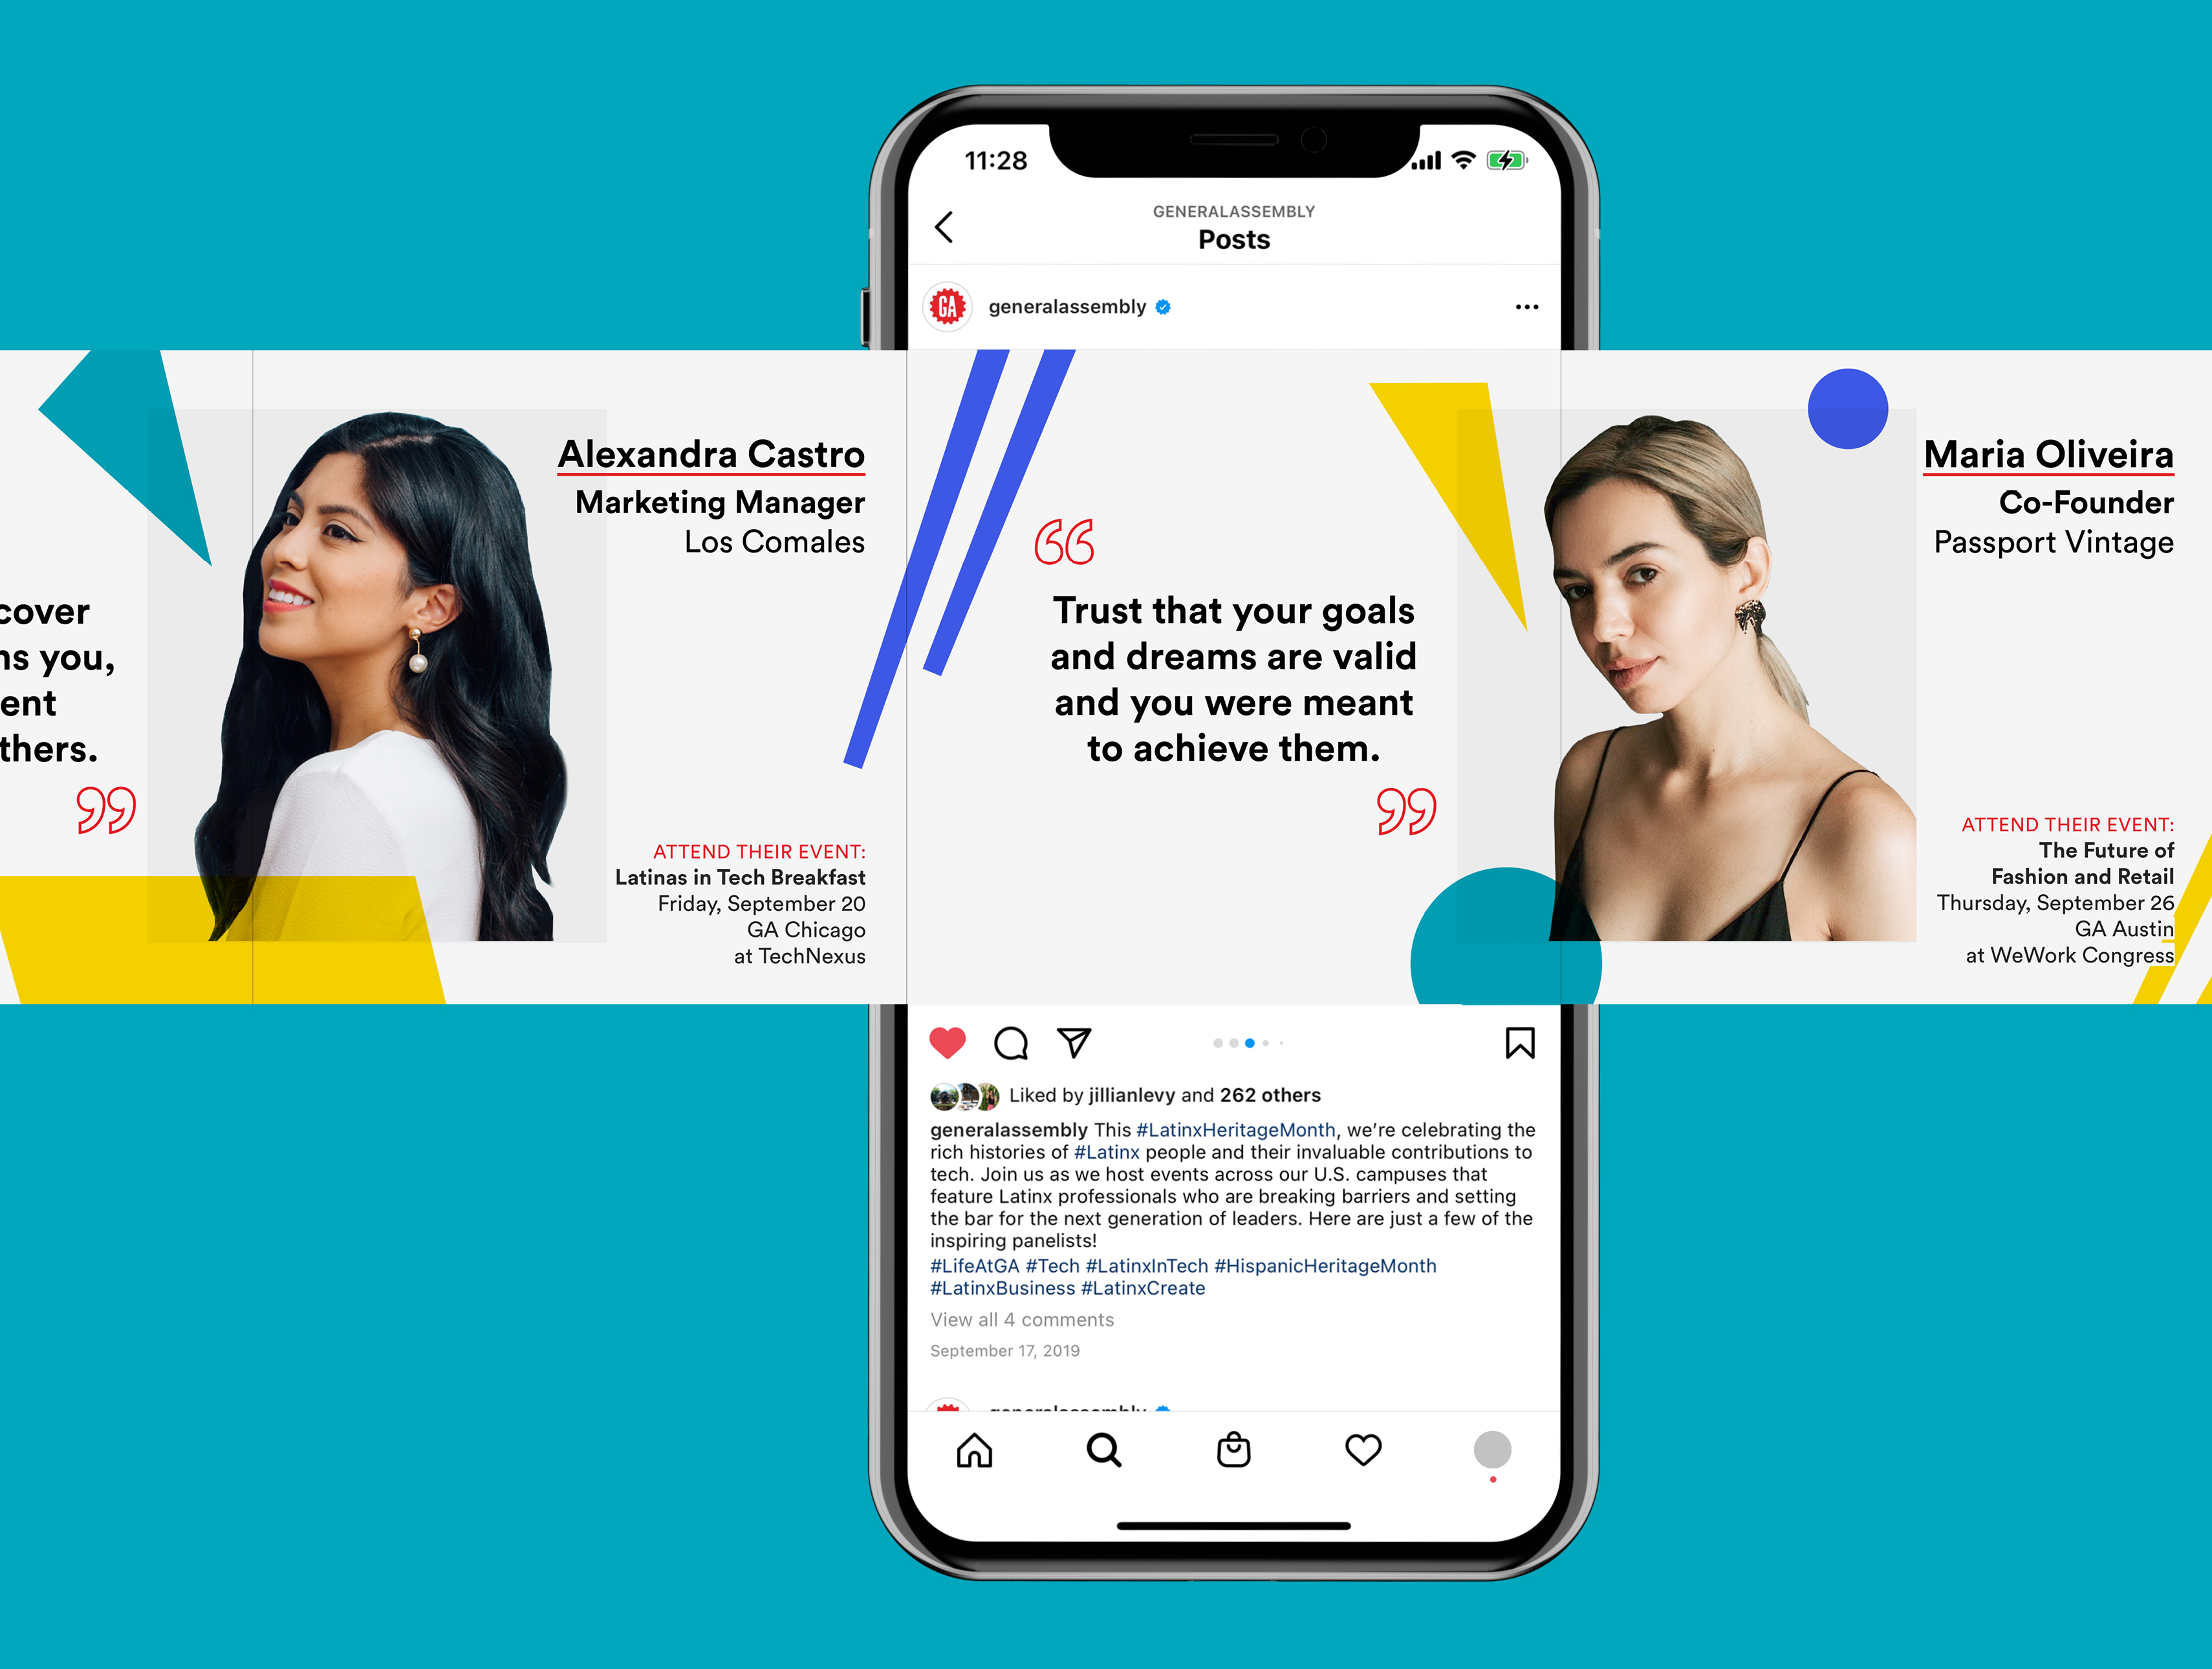 11:28
GENERALASSEMBLY
Posts
GA
generalassembly
you,
”
Alexandra Castro
Marketing Manager
Los Comales
ATTEND THEIR EVENT:
Latinas in Tech Breakfast
Friday, September 20
GA Chicago
at TechNexus
“
Trust that your goals
and dreams are valid
and you were meant
to achieve them.
”
Maria Oliveira
Co-Founder
Passport Vintage
ATTEND THEIR EVENT:
The Future of
Fashion and Retail
Thursday, September 26
GA Austin
at WeWork Congress
Liked by jillianlevy and 262 others
generalassembly This #LatinxHeritageMonth, we’re celebrating the
rich histories of #Latinx people and their invaluable contributions to
tech. Join us as we host events across our U.S. campuses that
feature Latinx professionals who are breaking barriers and setting
the bar for the next generation of leaders. Here are just a few of the
inspiring panelists!
#LifeAtGA #Tech #LatinxInTech #HispanicHeritageMonth
#LatinxBusiness #LatinxCreate
View all 4 comments
September 17, 2019
generalassembly